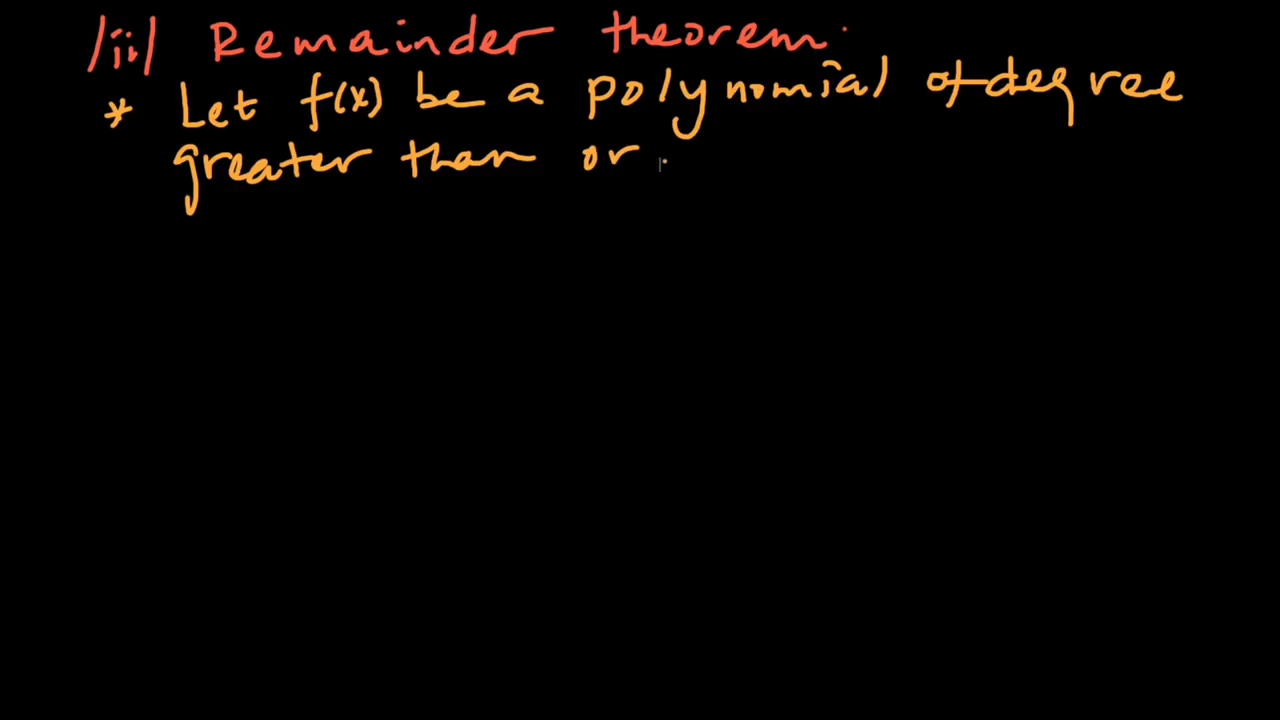 /ii/ Remainder theorem.
* Let f(x) be a polynomial of degree
greater than or